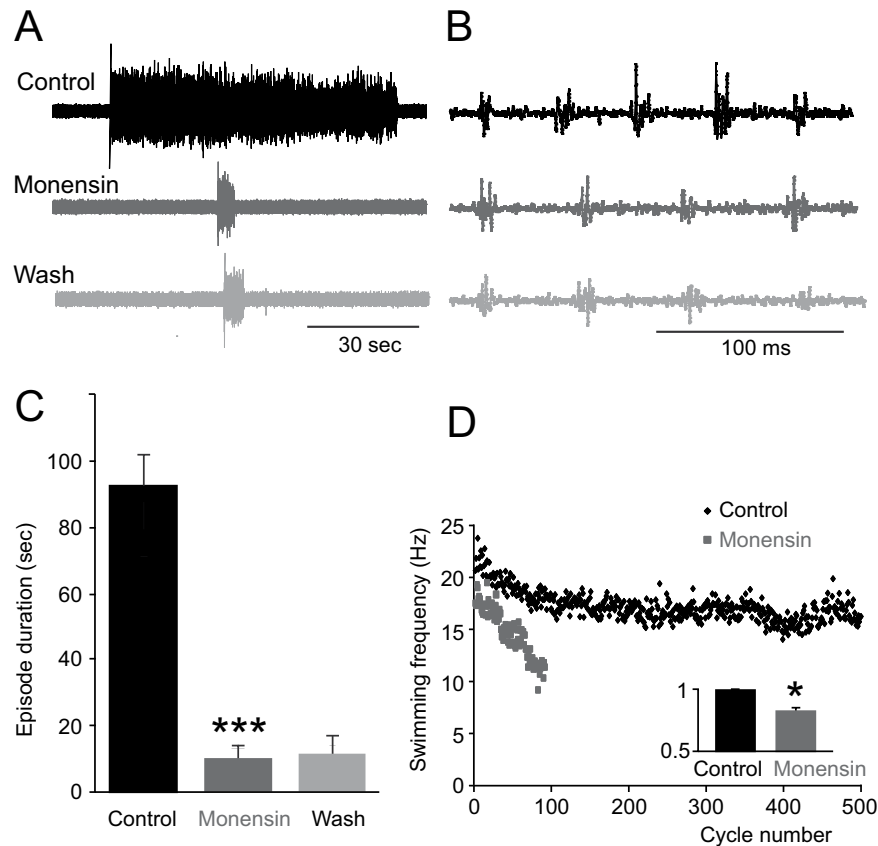 A
B
Control
Monensin
Wash
30 sec
100 ms
C
Episode duration (sec)
100
80
60
40
20
0
***
Control Monensin Wash
D
Control
Monensin
Swimming frequency (Hz)
25
20
15
10
5
0
1
*
0.5
Control Monensin
0 100 200 300 400 500
Cycle number